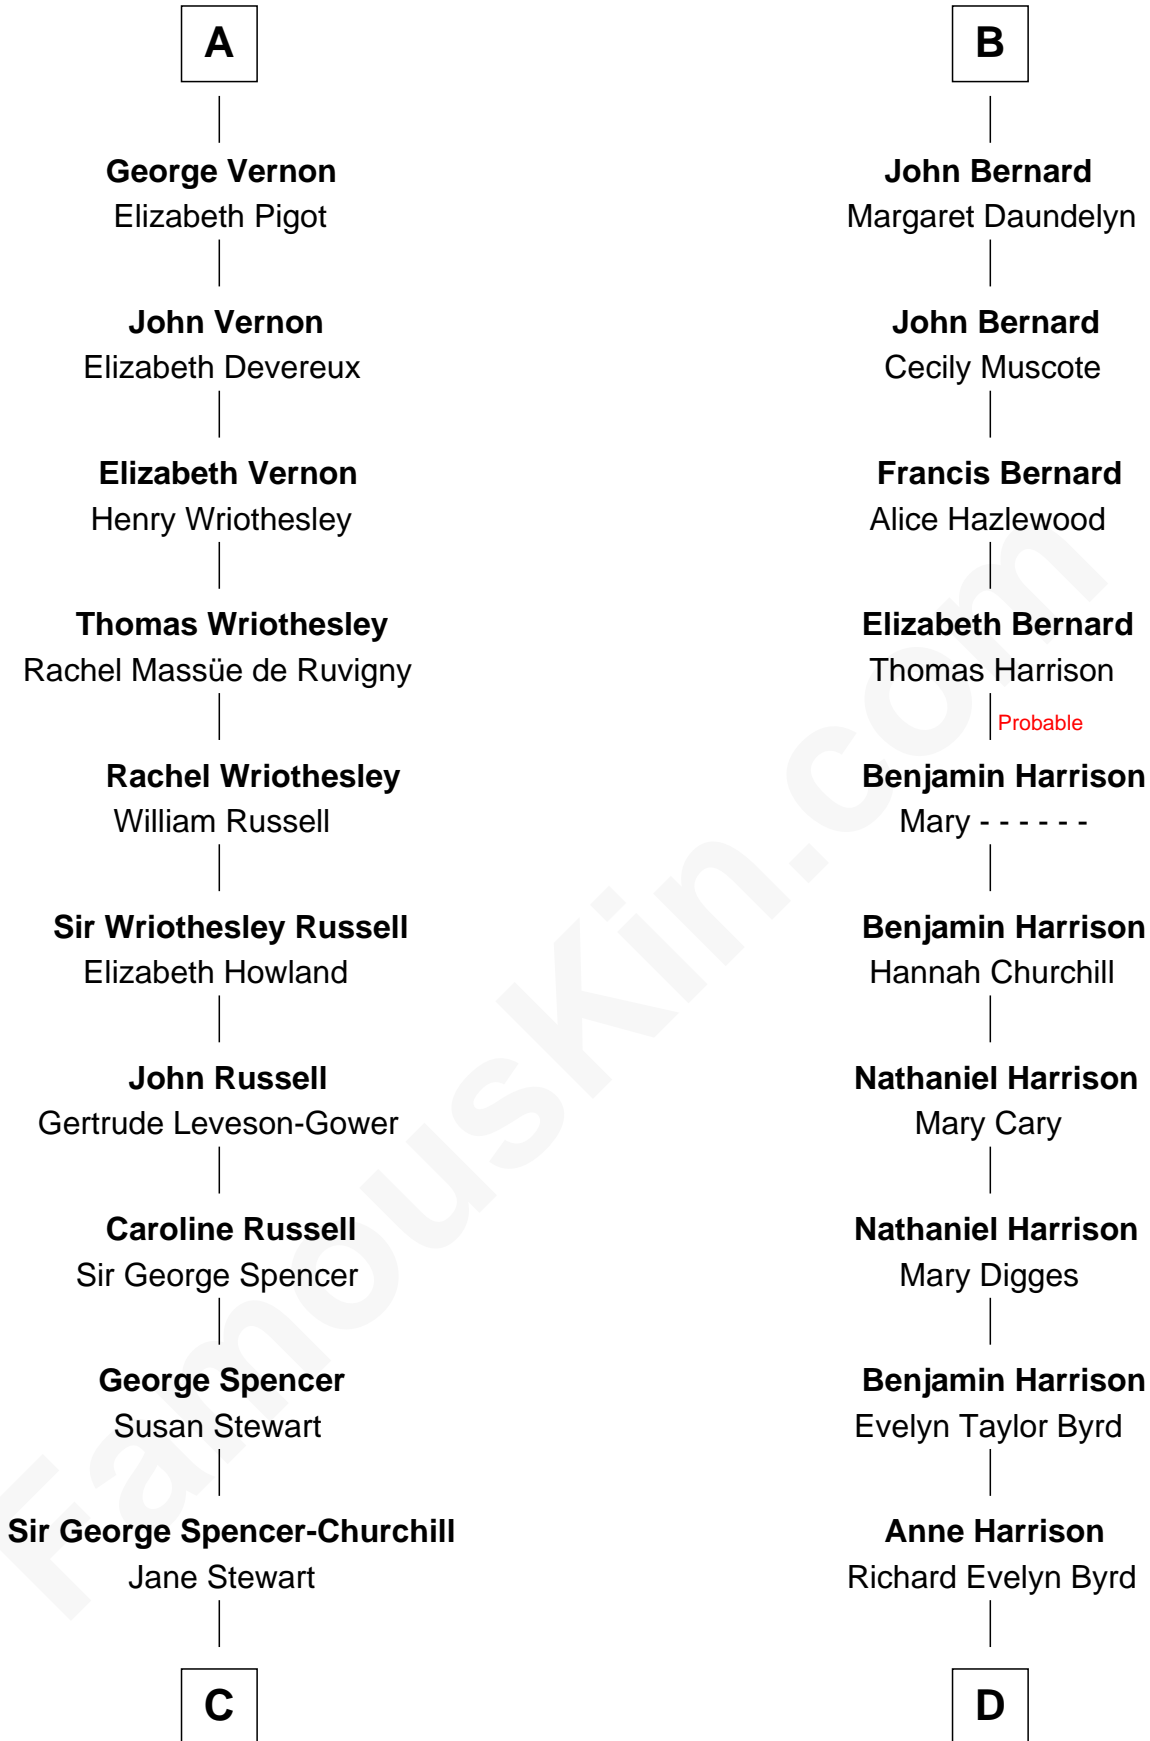 A
George Vernon
Elizabeth Pigot
John Vernon
Elizabeth Devereux
Elizabeth Vernon
Henry Wriothesley
Thomas Wriothesley
Rachel Massüe de Ruvigny
Rachel Wriothesley
William Russell
Sir Wriothesley Russell
Elizabeth Howland
John Russell
Gertrude Leveson-Gower
Caroline Russell
Sir George Spencer
George Spencer
Susan Stewart
Sir George Spencer-Churchill
Jane Stewart
C
B
John Bernard
Margaret Daundelyn
John Bernard
Cecily Muscote
Francis Bernard
Alice Hazlewood
Elizabeth Bernard
Thomas Harrison
Probable
Benjamin Harrison
Mary - - - - - -
Benjamin Harrison
Hannah Churchill
Nathaniel Harrison
Mary Cary
Nathaniel Harrison
Mary Digges
Benjamin Harrison
Evelyn Taylor Byrd
Anne Harrison
Richard Evelyn Byrd
D
FamousKin.com